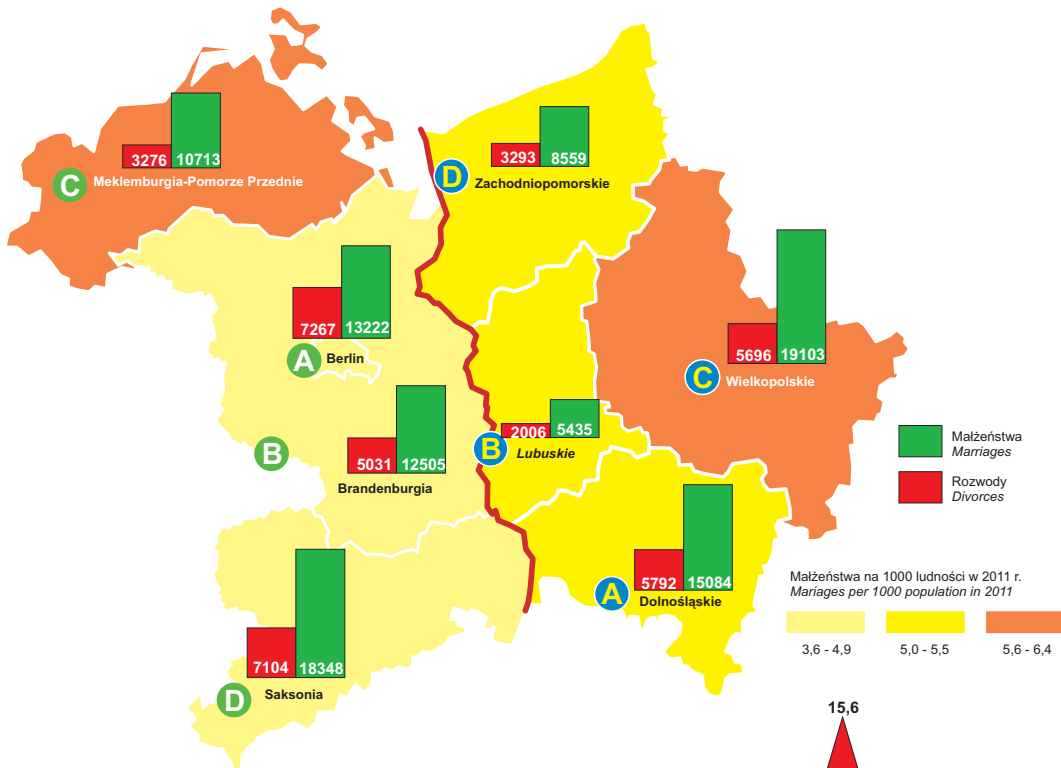 3276 10713
C Meklemburgia-Pomorze Przednie
3293 8559
D Zachodniopomorskie
7267 13222
A Berlin
5696 19103
C Wielkopolskie
2006 5435
B Lubuskie
B
5031 12505
Brandenburgia
Małżeństwa
Marriages
Rozwody
Divorces
5792 15084
A Dolnośląskie
Małżeństwa na 1000 ludności w 2011 r.
Mariages per 1000 population in 2011
3,6 - 4,9 5,0 - 5,5 5,6 - 6,4
7104 18348
D Saksonia
15,6